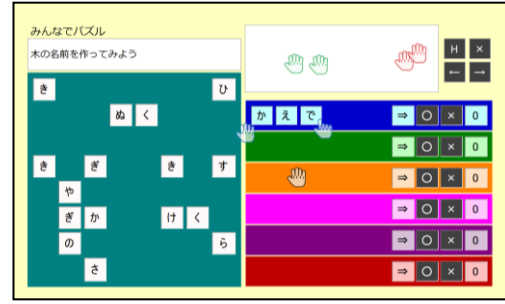 みんなでパズル
木の名前を作ってみよう
H ×
← →
き ひ
ぬ く
き ぎ き す
や
ぎ か け く
の ら
さ
か え で ⇒ ○ × 0
⇒ ○ × 0
⇒ ○ × 0
⇒ ○ × 0
⇒ ○ × 0
⇒ ○ × 0